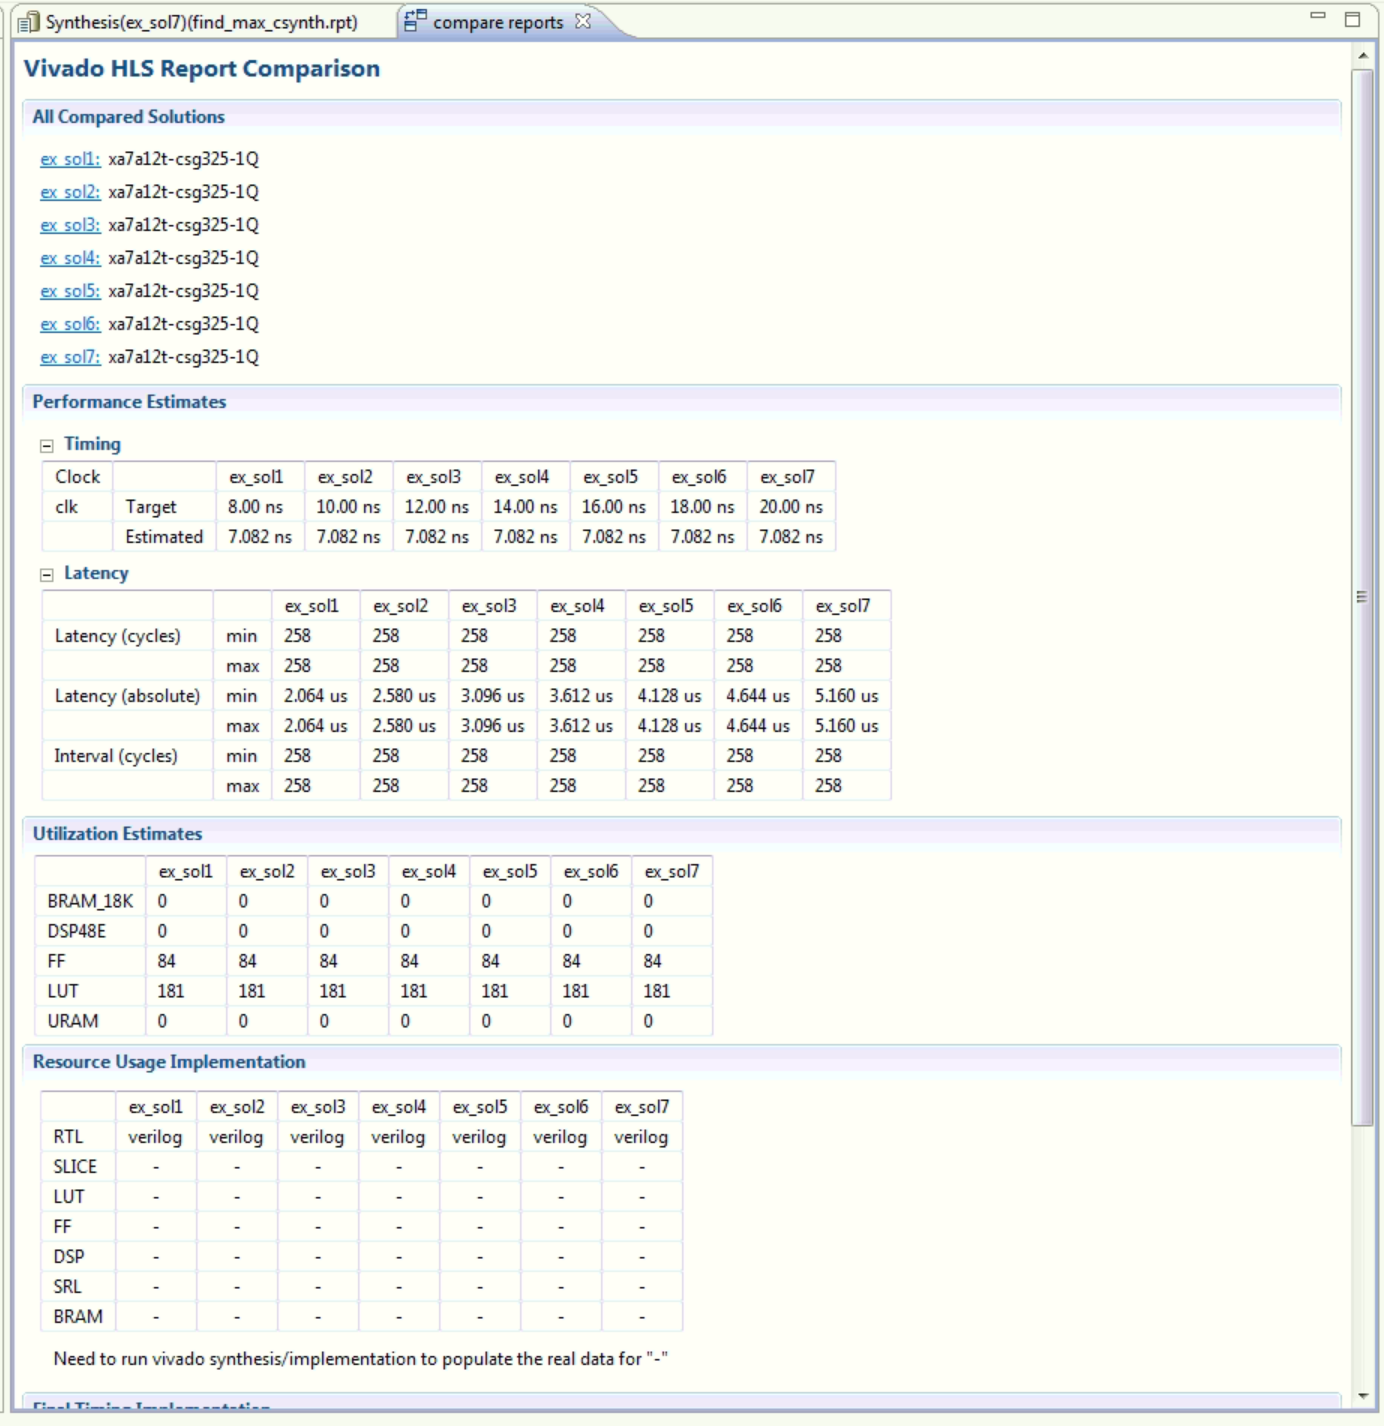 Synthesis(ex_sol7)(find_max_csynth.rpt) compare reports
Vivado HLS Report Comparison
All Compared Solutions
ex_sol1: xa7a12t-csg325-1Q
ex_sol2: xa7a12t-csg325-1Q
ex_sol3: xa7a12t-csg325-1Q
ex_sol4: xa7a12t-csg325-1Q
ex_sol5: xa7a12t-csg325-1Q
ex_sol6: xa7a12t-csg325-1Q
ex_sol7: xa7a12t-csg325-1Q
Performance Estimates
Timing
Clock ex_sol1 ex_sol2 ex_sol3 ex_sol4 ex_sol5 ex_sol6 ex_sol7
clk Target 8.00 ns 10.00 ns 12.00 ns 14.00 ns 16.00 ns 18.00 ns 20.00 ns
Estimated 7.082 ns 7.082 ns 7.082 ns 7.082 ns 7.082 ns 7.082 ns 7.082 ns
Latency
ex_sol1 ex_sol2 ex_sol3 ex_sol4 ex_sol5 ex_sol6 ex_sol7
Latency (cycles) min 258 258 258 258 258 258 258
max 258 258 258 258 258 258 258
Latency (absolute) min 2.064 us 2.580 us 3.096 us 3.612 us 4.128 us 4.644 us 5.160 us
max 2.064 us 2.580 us 3.096 us 3.612 us 4.128 us 4.644 us 5.160 us
Interval (cycles) min 258 258 258 258 258 258 258
max 258 258 258 258 258 258 258
Utilization Estimates
ex_sol1 ex_sol2 ex_sol3 ex_sol4 ex_sol5 ex_sol6 ex_sol7
BRAM_18K 0 0 0 0 0 0 0
DSP48E 0 0 0 0 0 0 0
FF 84 84 84 84 84 84 84
LUT 181 181 181 181 181 181 181
URAM 0 0 0 0 0 0 0
Resource Usage Implementation
ex_sol1 ex_sol2 ex_sol3 ex_sol4 ex_sol5 ex_sol6 ex_sol7
RTL verilog verilog verilog verilog verilog verilog verilog
SLICE - - - - - - -
LUT - - - - - - -
FF - - - - - - -
DSP - - - - - - -
SRL - - - - - - -
BRAM - - - - - - -
Need to run vivado synthesis/implementation to populate the real data for "-"
Final Timing Implementation